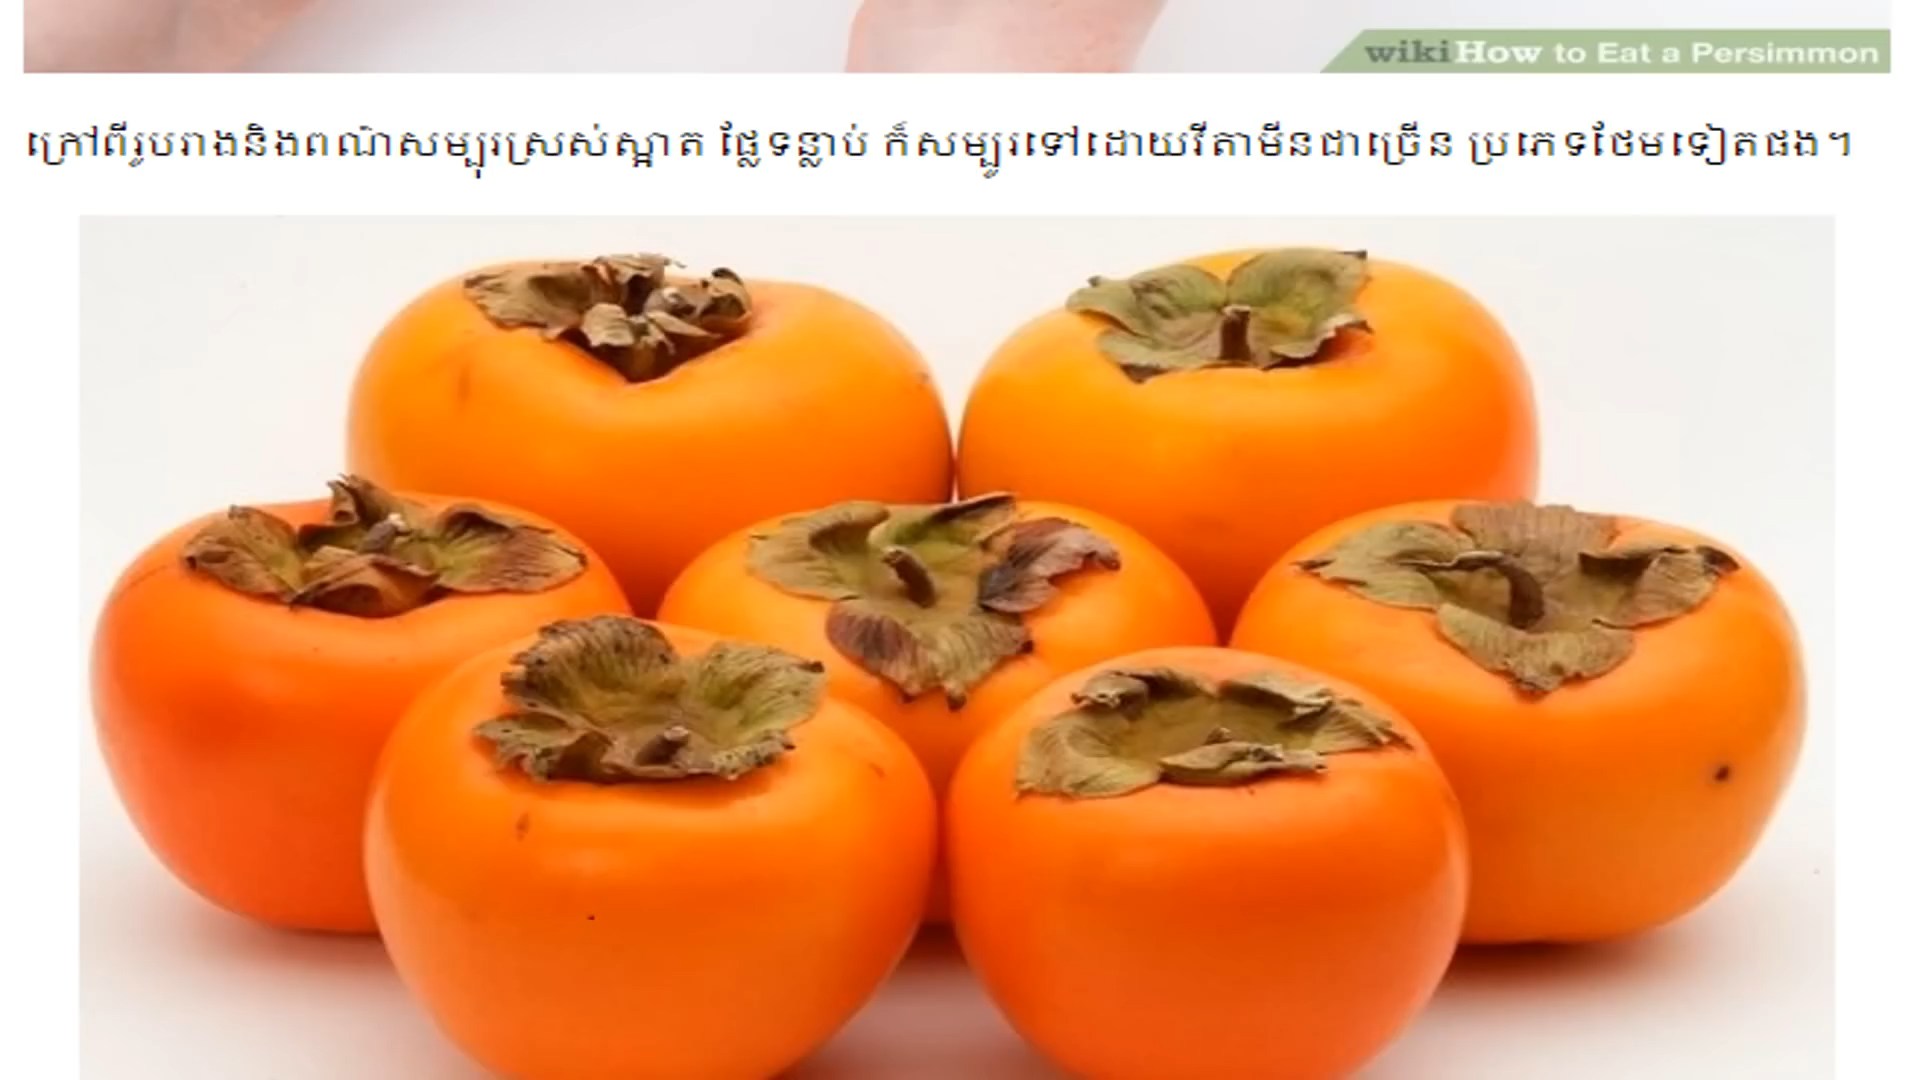 wikiHow to Eat a Persimmon
ក្រៅពីរូបរាងនិងពណ៌សម្បុរស្រស់ស្អាត ផ្លែទន្លាប់ ក៏សម្បូរទៅដោយវីតាមីនជាច្រើន ប្រភេទថែមទៀតផង។